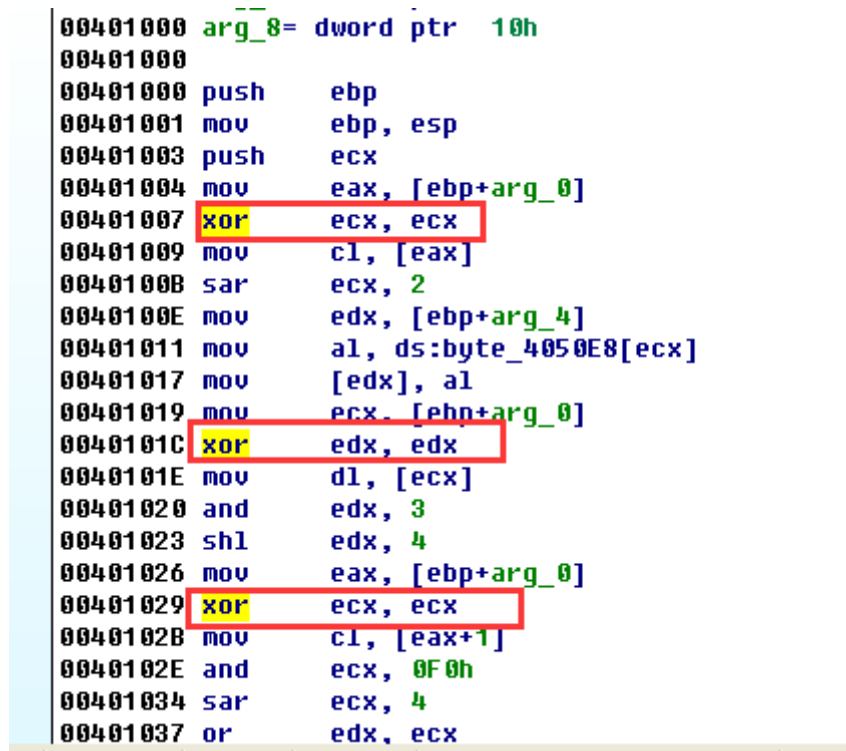 00401000 arg_8= dword ptr 10h
00401000
00401000 push ebp
00401001 mov ebp, esp
00401003 push ecx
00401004 mov eax, [ebp+arg_0]
00401007 xor ecx, ecx
00401009 mov cl, [eax]
0040100B sar ecx, 2
0040100E mov edx, [ebp+arg_4]
00401011 mov al, ds:byte_4050E8[ecx]
00401017 mov [edx], al
00401019 mov ecx, [ebp+arg_0]
0040101C xor edx, edx
0040101E mov dl, [ecx]
00401020 and edx, 3
00401023 shl edx, 4
00401026 mov eax, [ebp+arg_0]
00401029 xor ecx, ecx
0040102B mov cl, [eax+1]
0040102E and ecx, 0F0h
00401034 sar ecx, 4
00401037 or edx, ecx